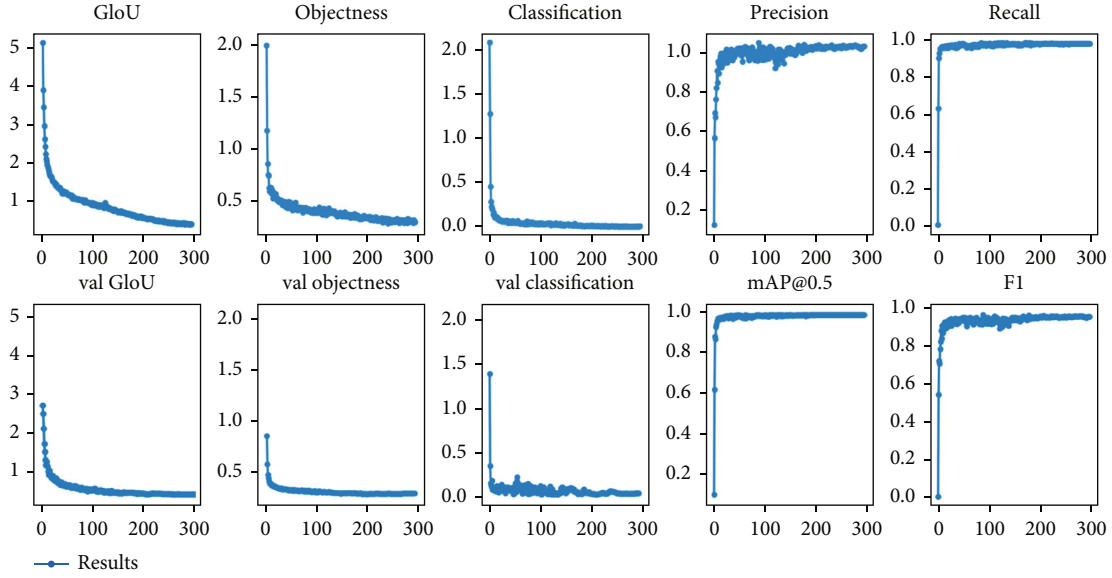 GloU Objectness Classification Precision Recall
5 2.0 2.0 1.0 1.0
4 1.5 1.5 0.8 0.8
3 1.0 1.0 0.6 0.6
2 0.5 0.5 0.4 0.4
1 0.0 0.2 0.2
0.0
0 100 200 300 0 100 200 300 0 100 200 300 0 100 200 300 0 100 200 300
val GloU val objectness val classification mAP@0.5 F1
5 2.0 2.0 1.0 1.0
4 1.5 1.5 0.8 0.8
3 1.0 1.0 0.6 0.6
2 0.5 0.5 0.4 0.4
1 0.0 0.2 0.2
0.0
0 100 200 300 0 100 200 300 0 100 200 300 0 100 200 300 0 100 200 300
Results